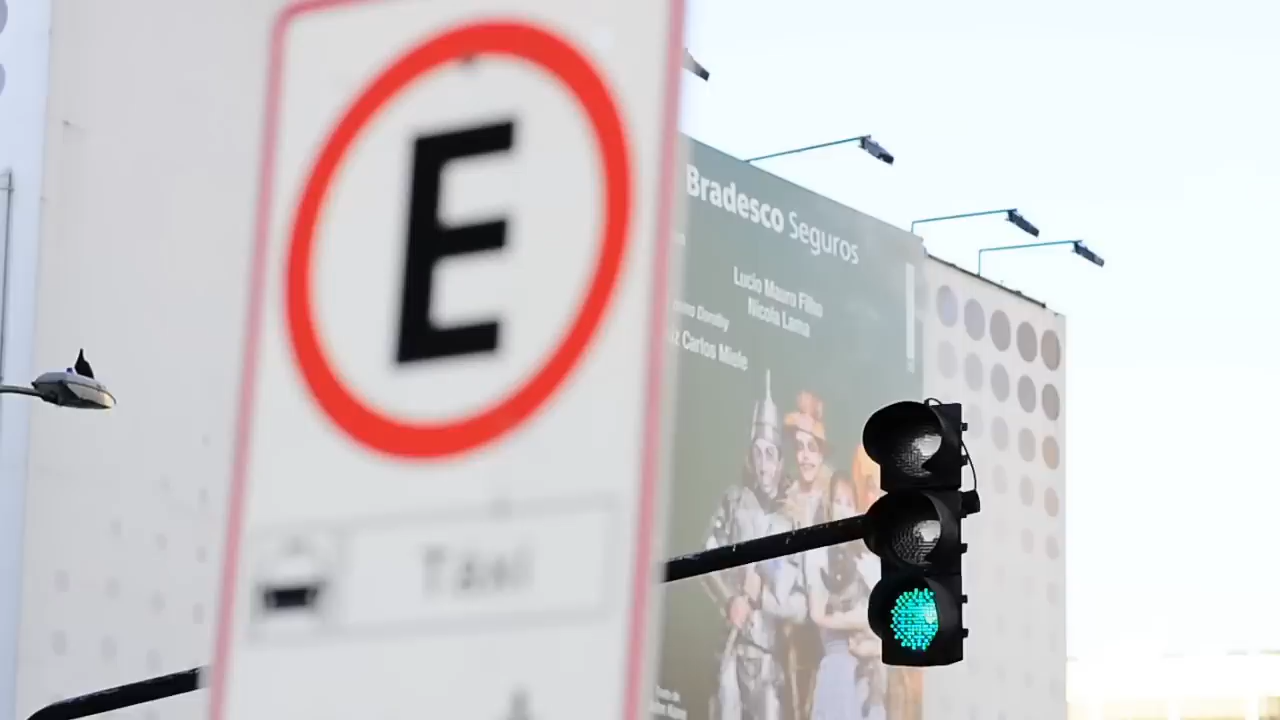 E
Taxi
Bradesco Seguros
Lucio Mauro Filho
Nicola Lama
Carlos Miele